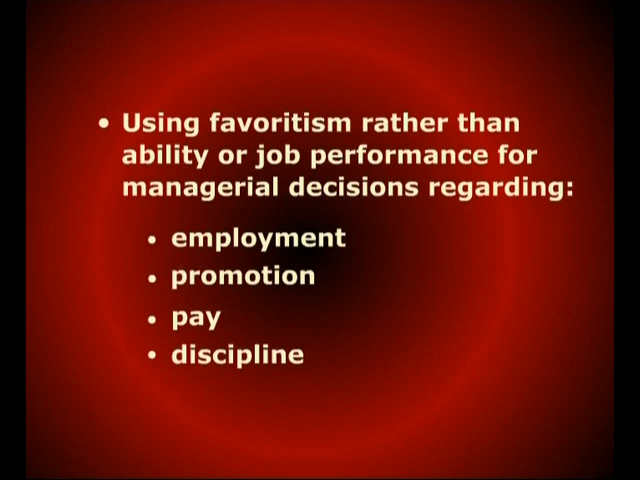 • Using favoritism rather than
ability or job performance for
managerial decisions regarding:
• employment
• promotion
• pay
• discipline